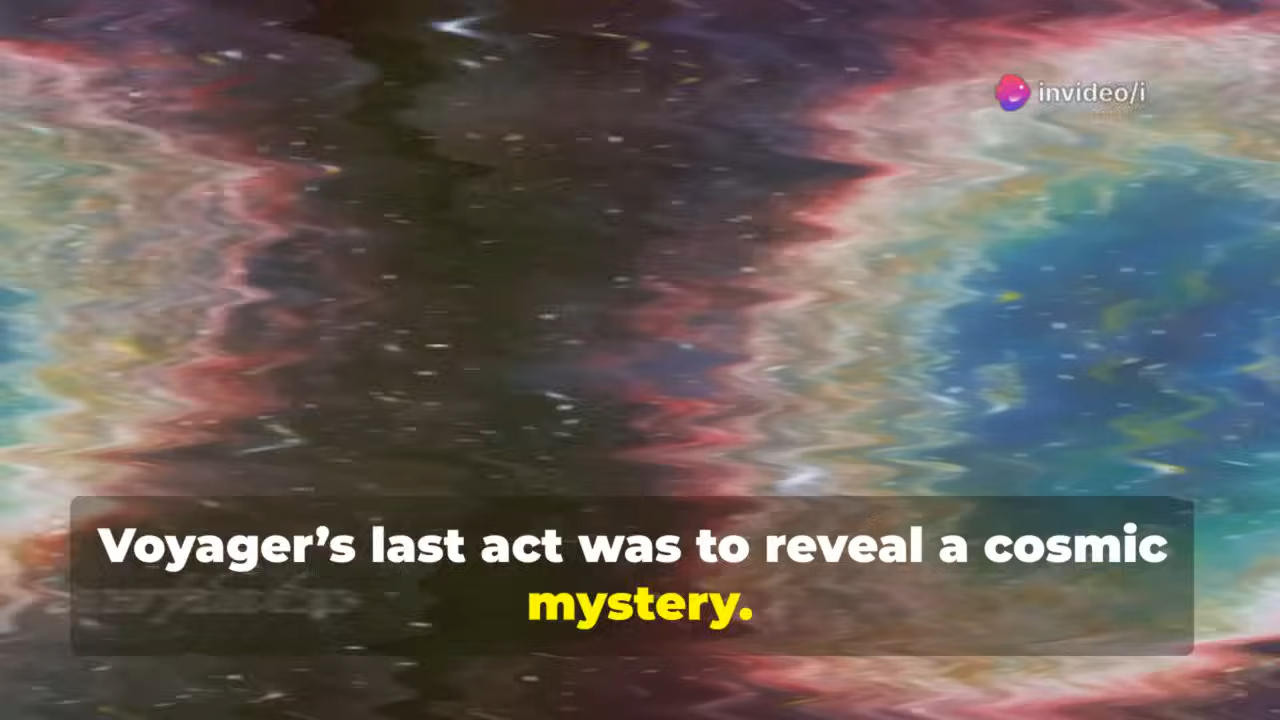 invideo/i
Voyager’s last act was to reveal a cosmic
mystery.